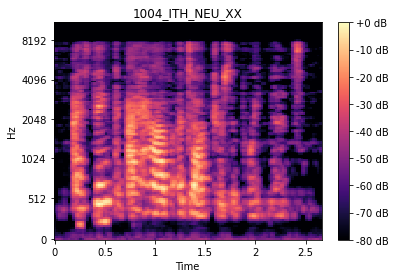 1004_ITH_NEU_XX
+0 dB
8192
-10 dB
4096
-20 dB
-30 dB
2048
Hz
-40 dB
1024
-50 dB
512
-60 dB
-70 dB
0
-80 dB
0 0.5 1 1.5 2 2.5
Time